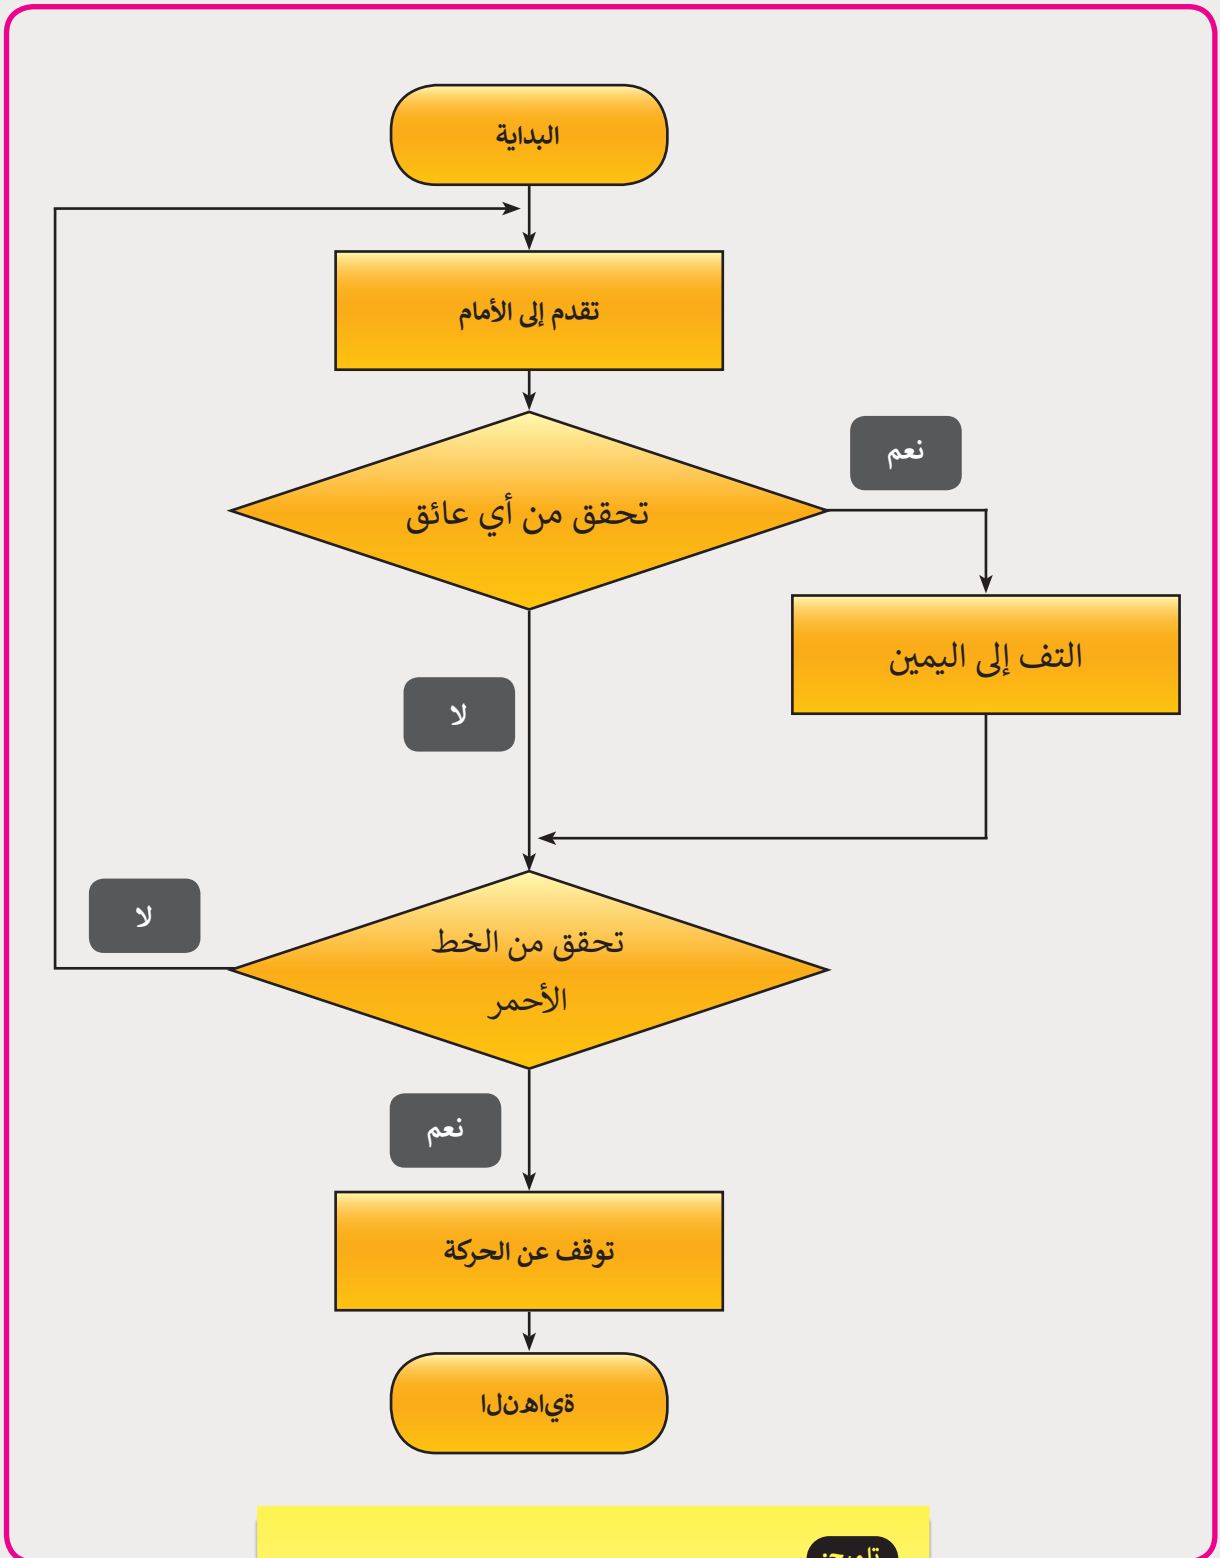 البداية
تقدم إلى الأمام
نعم
تحقق من أي عائق
التف إلى اليمين
لا
لا
تحقق من الخط
الأحمر
نعم
توقف عن الحركة
ةياهنلا